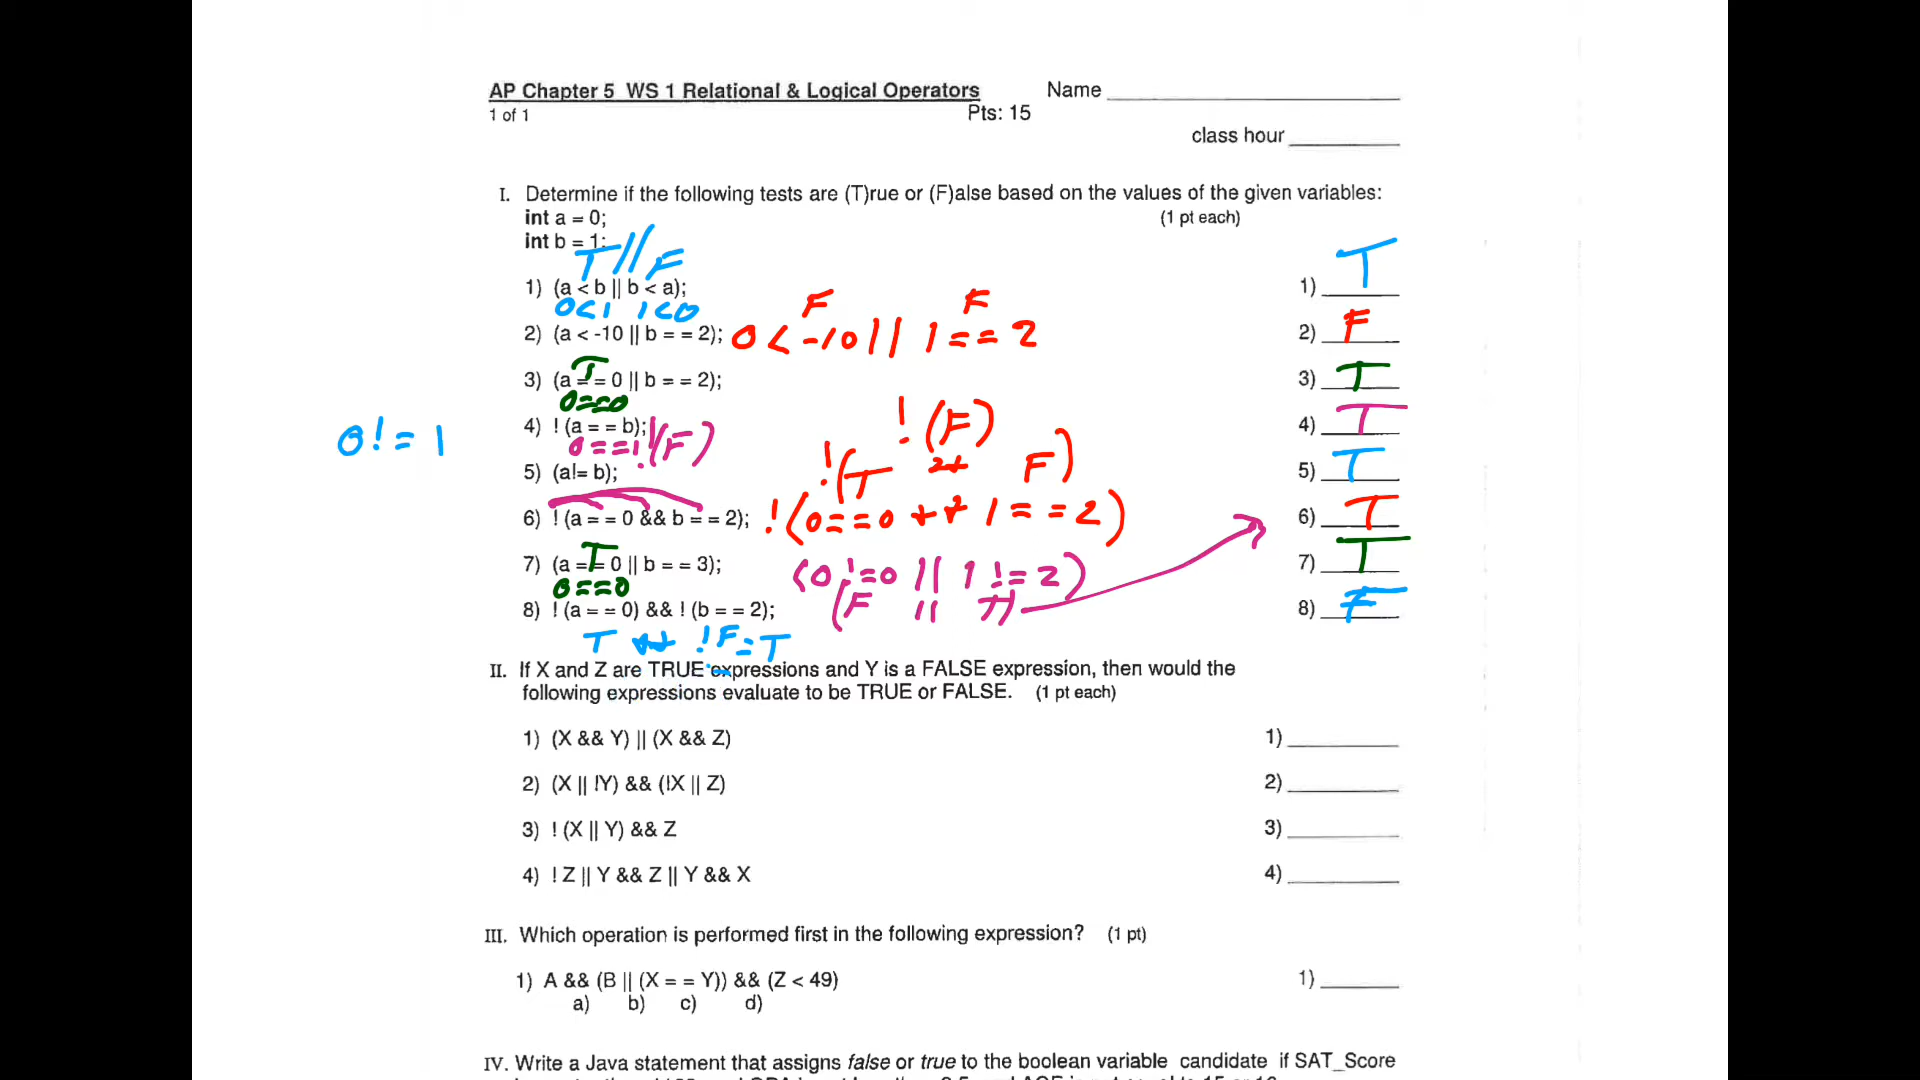 AP Chapter 5 WS 1 Relational & Logical Operators Name
1 of 1 Pts: 15
class hour
I. Determine if the following tests are (T)rue or (F)alse based on the values of the given variables:
int a = 0; (1 pt each)
int b = 1;
T || F
1) (a < b || b < a); 1) T
0<1 1<0
F F
2) (a < -10 || b = = 2); 0 < -10 || 1 == 2 2) F
T
3) (a = = 0 || b = = 2); 3) T
0==0
! (F)
4) ! (a = = b); 4) T
0==1 !(F)
0 != 1
!(T F)
5) (a!= b); 5) T
6) ! (a = = 0 && b = = 2); !(0==0 ++ 1 == 2) 6) T
T
7) (a = = 0 || b = = 3); (0 != 0 || 1 != 2) 7) T
0==0
(F || T)
8) ! (a = = 0) && ! (b = = 2); 8) F
T !F = T
II. If X and Z are TRUE expressions and Y is a FALSE expression, then would the
following expressions evaluate to be TRUE or FALSE. (1 pt each)
1) (X && Y) || (X && Z) 1)
2) (X || !Y) && (!X || Z) 2)
3) ! (X || Y) && Z 3)
4) ! Z || Y && Z || Y && X 4)
III. Which operation is performed first in the following expression? (1 pt)
1) A && (B || (X = = Y)) && (Z < 49) 1)
a) b) c) d)
IV. Write a Java statement that assigns false or true to the boolean variable candidate if SAT_Score